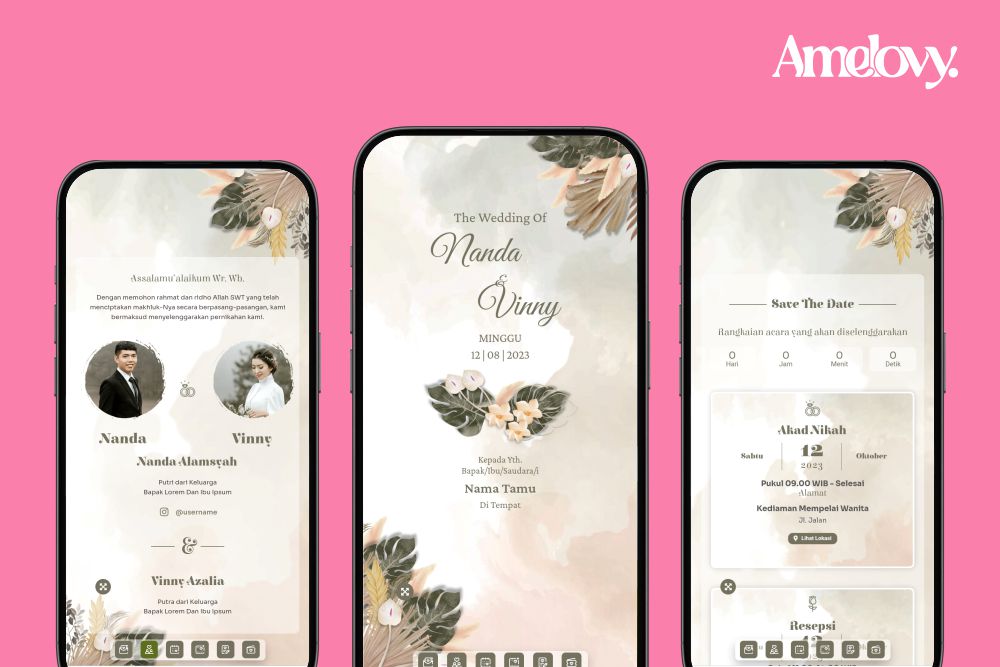 Amelovy.
Assalamu'alaikum Wr. Wb.
Dengan memohon rahmat dan ridho Allah SWT yang telah
menciptakan makhluk-Nya secara berpasang-pasangan, kami
bermaksud menyelenggarakan pernikahan kami.
Nanda
Vinny
Nanda Alamsyah
Putri dari Keluarga
Bapak Lorem Dan Ibu Ipsum
@username
&
Vinny Azalia
Putra dari Keluarga
Bapak Lorem Dan Ibu Ipsum
The Wedding Of
Nanda
&
Vinny
MINGGU
12 | 08 | 2023
Kepada Yth.
Bapak/Ibu/Saudara/i
Nama Tamu
Di Tempat
Save The Date
Rangkaian acara yang akan diselenggarakan
0 0 0 0
Hari Jam Menit Detik
Akad Nikah
Sabtu 12 Oktober
2023
Pukul 09.00 WIB - Selesai
Alamat
Kediaman Mempelai Wanita
Jl. Jalan
Lihat Lokasi
Resepsi